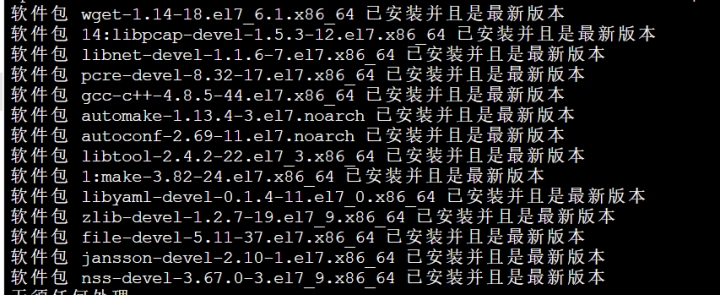 软件包 wget-1.14-18.el7_6.1.x86_64 已安装并且是最新版本
软件包 14:libpcap-devel-1.5.3-12.el7.x86_64 已安装并且是最新版本
软件包 libnet-devel-1.1.6-7.el7.x86_64 已安装并且是最新版本
软件包 pcre-devel-8.32-17.el7.x86_64 已安装并且是最新版本
软件包 gcc-c++-4.8.5-44.el7.x86_64 已安装并且是最新版本
软件包 automake-1.13.4-3.el7.noarch 已安装并且是最新版本
软件包 autoconf-2.69-11.el7.noarch 已安装并且是最新版本
软件包 libtool-2.4.2-22.el7_3.x86_64 已安装并且是最新版本
软件包 1:make-3.82-24.el7.x86_64 已安装并且是最新版本
软件包 libyaml-devel-0.1.4-11.el7_0.x86_64 已安装并且是最新版本
软件包 zlib-devel-1.2.7-19.el7_9.x86_64 已安装并且是最新版本
软件包 file-devel-5.11-37.el7.x86_64 已安装并且是最新版本
软件包 jansson-devel-2.10-1.el7.x86_64 已安装并且是最新版本
软件包 nss-devel-3.67.0-3.el7_9.x86_64 已安装并且是最新版本
无须任何处理